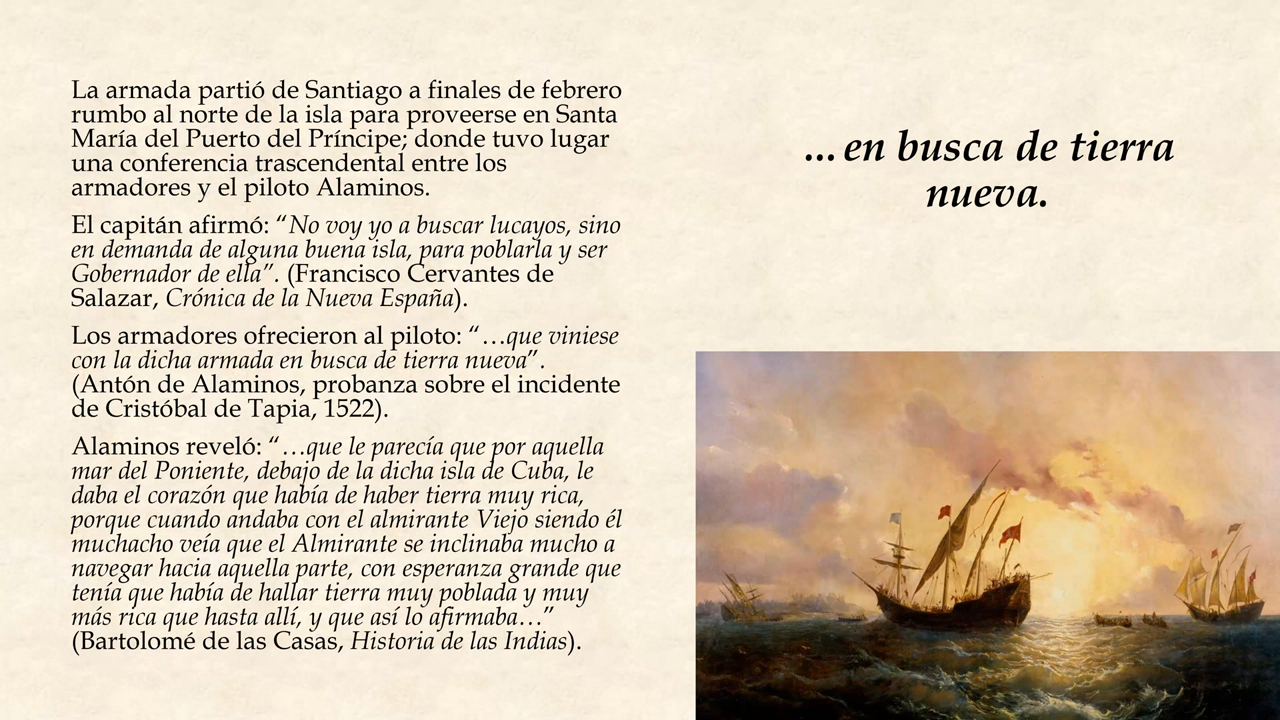 La armada partió de Santiago a finales de febrero
rumbo al norte de la isla para proveerse en Santa
María del Puerto del Príncipe; donde tuvo lugar
una conferencia trascendental entre los
armadores y el piloto Alaminos.
El capitán afirmó: “No voy yo a buscar lucayos, sino
en demanda de alguna buena isla, para poblarla y ser
Gobernador de ella”. (Francisco Cervantes de
Salazar, Crónica de la Nueva España).
Los armadores ofrecieron al piloto: “…que viniese
con la dicha armada en busca de tierra nueva”.
(Antón de Alaminos, probanza sobre el incidente
de Cristóbal de Tapia, 1522).
Alaminos reveló: “…que le parecía que por aquella
mar del Poniente, debajo de la dicha isla de Cuba, le
daba el corazón que había de haber tierra muy rica,
porque cuando andaba con el almirante Viejo siendo él
muchacho veía que el Almirante se inclinaba mucho a
navegar hacia aquella parte, con esperanza grande que
tenía que había de hallar tierra muy poblada y muy
más rica que hasta allí, y que así lo afirmaba…”
(Bartolomé de las Casas, Historia de las Indias).
…en busca de tierra
nueva.